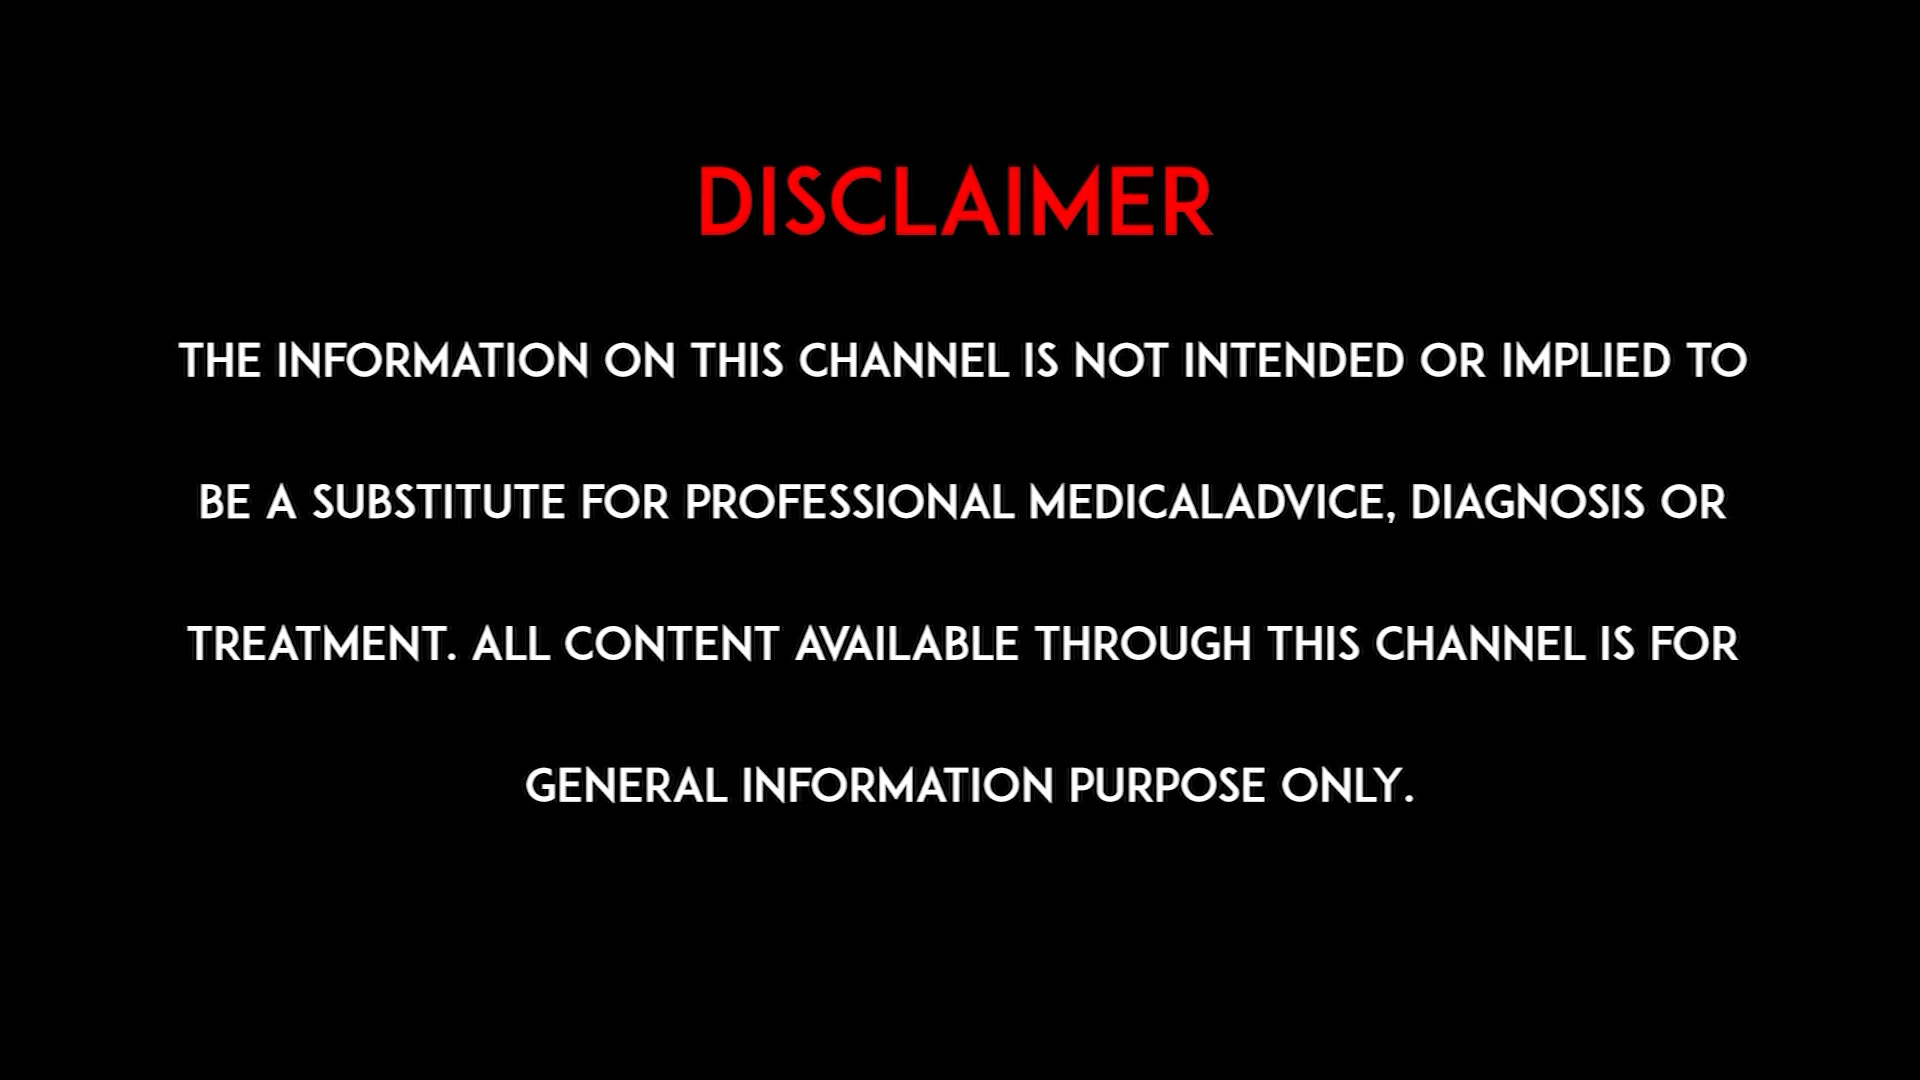 DISCLAIMER
THE INFORMATION ON THIS CHANNEL IS NOT INTENDED OR IMPLIED TO
BE A SUBSTITUTE FOR PROFESSIONAL MEDICALADVICE, DIAGNOSIS OR
TREATMENT. ALL CONTENT AVAILABLE THROUGH THIS CHANNEL IS FOR
GENERAL INFORMATION PURPOSE ONLY.